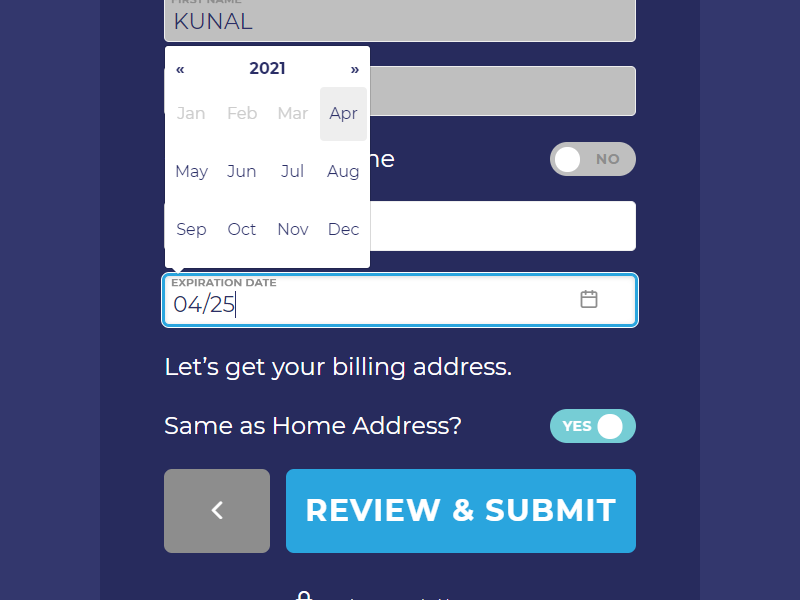 FIRST NAME
KUNAL
« 2021 »
Jan Feb Mar Apr
May Jun Jul Aug
Sep Oct Nov Dec
NO
EXPIRATION DATE
04/25
Let’s get your billing address.
Same as Home Address?
YES
REVIEW & SUBMIT